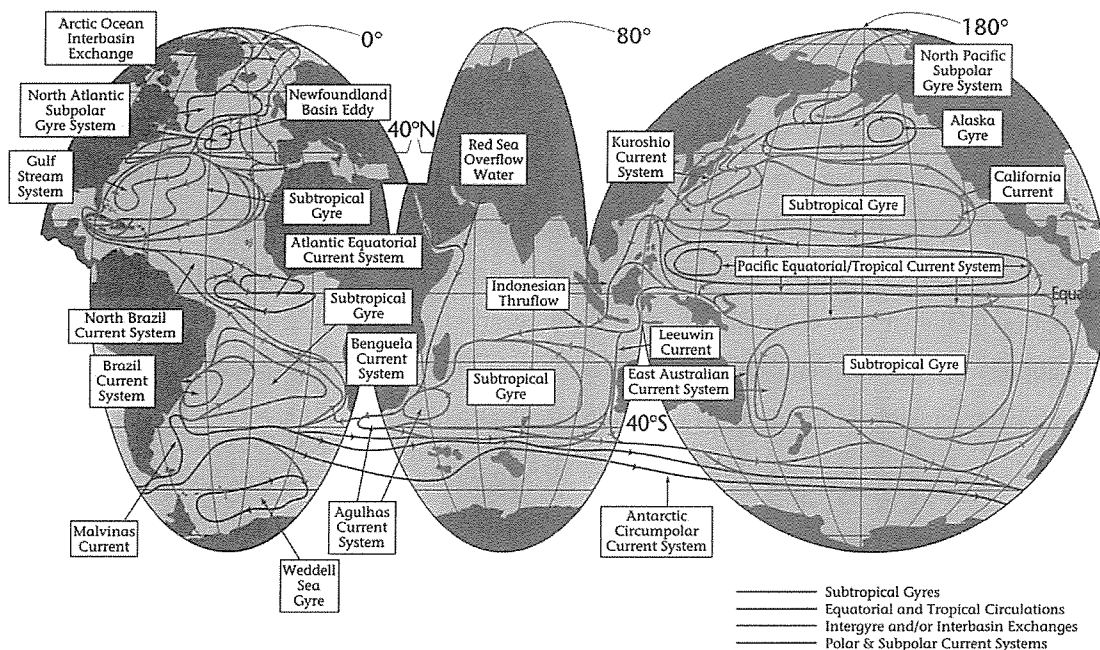 Arctic Ocean
Interbasin
Exchange
0°
80°
180°
North Pacific
Subpolar
Gyre System
North Atlantic
Subpolar
Gyre System
Newfoundland
Basin Eddy
Alaska
Gyre
40°N
Red Sea
Overflow
Water
Kuroshio
Current
System
Gulf
Stream
System
California
Current
Subtropical
Gyre
Subtropical Gyre
Atlantic Equatorial
Current System
Pacific Equatorial/Tropical Current System
Indonesian
Thruflow
Equator
Subtropical
Gyre
North Brazil
Current System
Benguela
Current
System
Leeuwin
Current
Brazil
Current
System
Subtropical
Gyre
East Australian
Current System
Subtropical Gyre
40°S
Malvinas
Current
Agulhas
Current
System
Antarctic
Circumpolar
Current System
Weddell
Sea
Gyre
Subtropical Gyres
Equatorial and Tropical Circulations
Intergyre and/or Interbasin Exchanges
Polar & Subpolar Current Systems